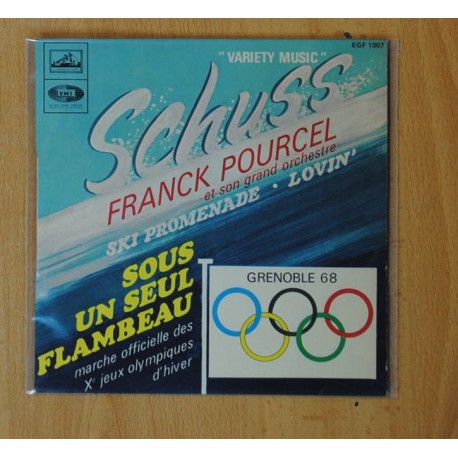 EGF 1007
"VARIETY MUSIC"
Schuss
FRANCK POURCEL
et son grand orchestre
SKI PROMENADE · LOVIN'
SOUS
UN SEUL
FLAMBEAU
marche officielle des
Xe jeux olympiques
d'hiver
GRENOBLE 68
EMI